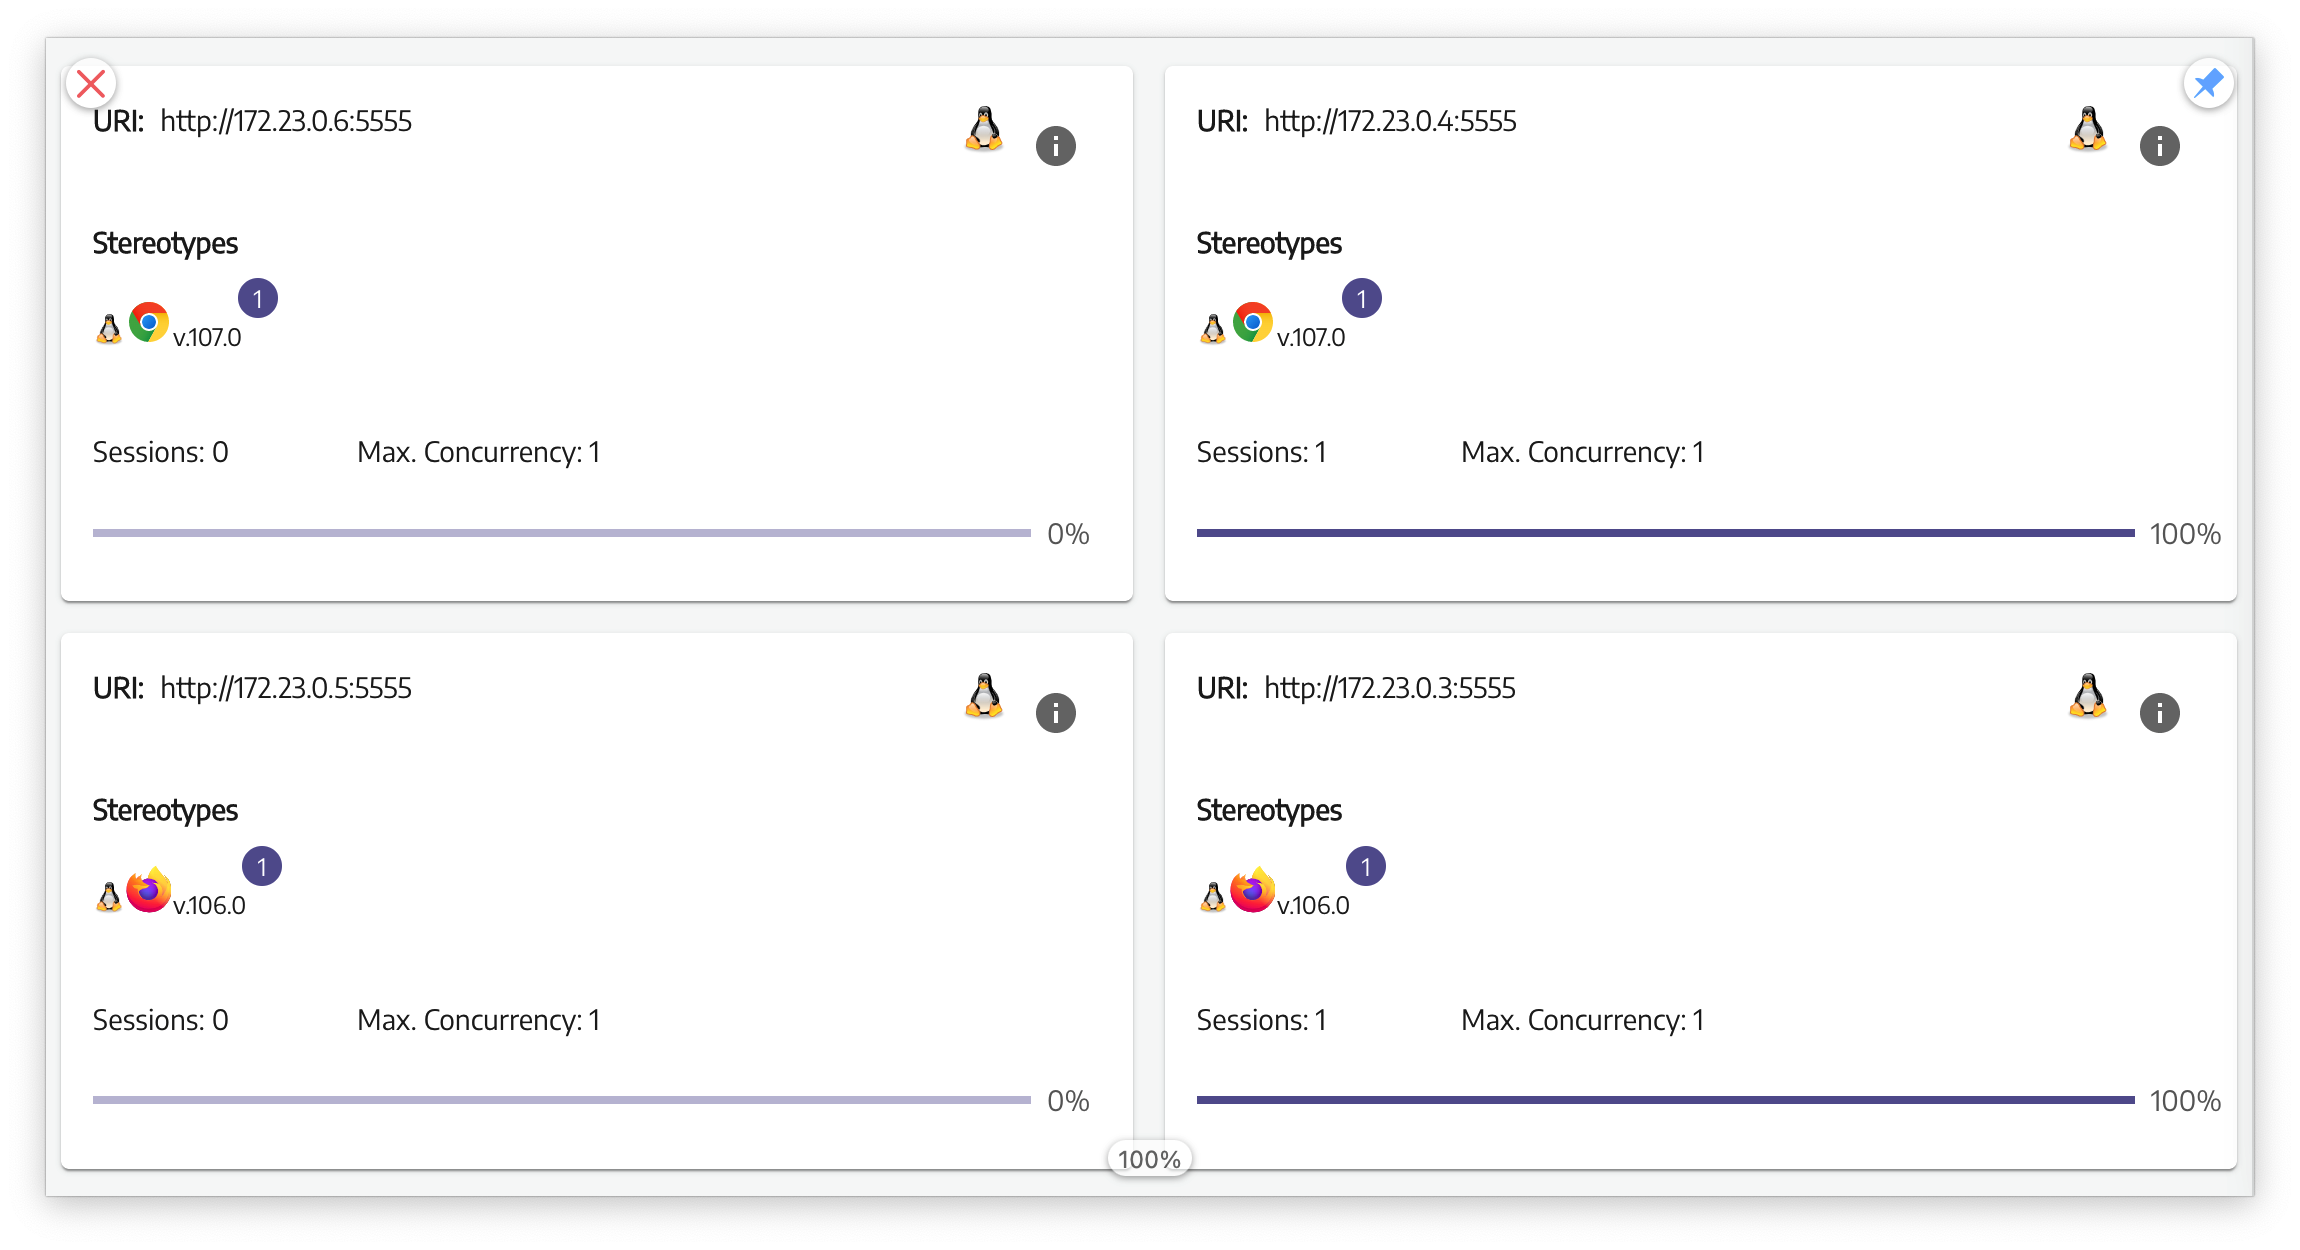 URI: http://172.23.0.6:5555
Stereotypes
1
v.107.0
Sessions: 0 Max. Concurrency: 1
0%
URI: http://172.23.0.4:5555
Stereotypes
1
v.107.0
Sessions: 1 Max. Concurrency: 1
100%
URI: http://172.23.0.5:5555
Stereotypes
1
v.106.0
Sessions: 0 Max. Concurrency: 1
0%
URI: http://172.23.0.3:5555
Stereotypes
1
v.106.0
Sessions: 1 Max. Concurrency: 1
100%
100%